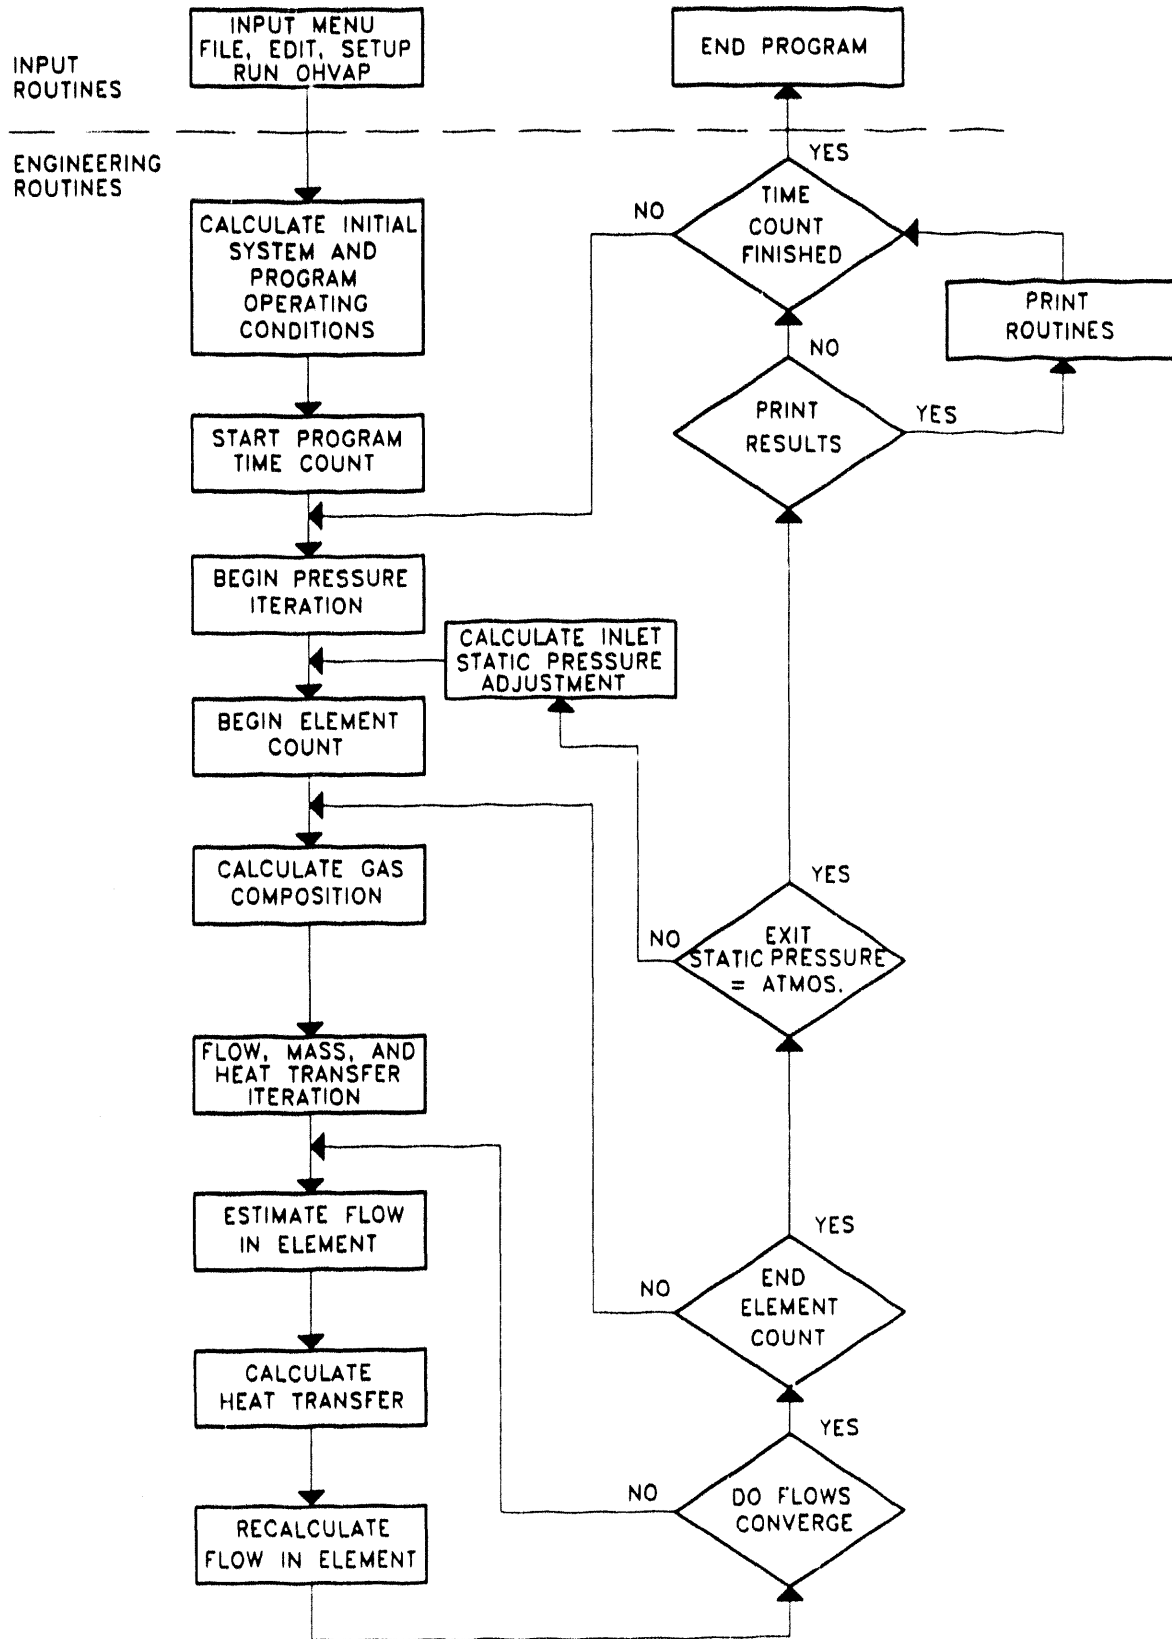 INPUT
ROUTINES
INPUT MENU
FILE, EDIT, SETUP
RUN OHVAP
END PROGRAM
ENGINEERING
ROUTINES
CALCULATE INITIAL
SYSTEM AND
PROGRAM
OPERATING
CONDITIONS
START PROGRAM
TIME COUNT
BEGIN PRESSURE
ITERATION
CALCULATE INLET
STATIC PRESSURE
ADJUSTMENT
BEGIN ELEMENT
COUNT
CALCULATE GAS
COMPOSITION
FLOW, MASS, AND
HEAT TRANSFER
ITERATION
ESTIMATE FLOW
IN ELEMENT
CALCULATE
HEAT TRANSFER
RECALCULATE
FLOW IN ELEMENT
YES
NO
TIME
COUNT
FINISHED
PRINT
ROUTINES
NO
PRINT
RESULTS
YES
YES
NO
EXIT
STATIC PRESSURE
= ATMOS.
YES
NO
END
ELEMENT
COUNT
YES
NO
DO FLOWS
CONVERGE